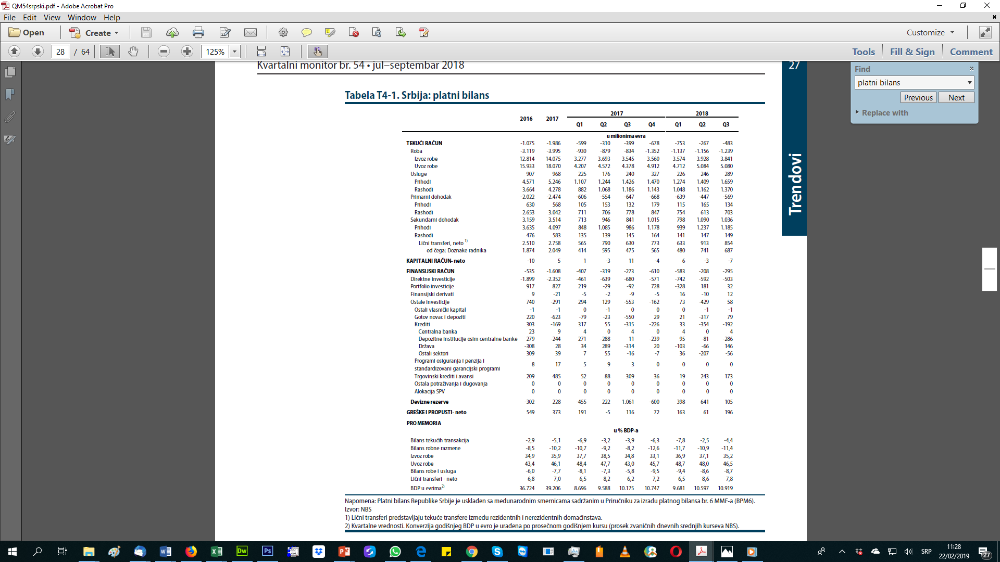 QM54srpski.pdf - Adobe Acrobat Pro
File Edit View Window Help
Open Create Customize
28 / 64 125% Tools Fill & Sign Comment
Kvartalni monitor br. 54 • jul–septembar 2018 27
Find
platni bilans
Previous Next
Replace with
Trendovi
Tabela T4-1. Srbija: platni bilans
2016 2017 2017 2018
Q1 Q2 Q3 Q4 Q1 Q2 Q3
u milionima evra
TEKUĆI RAČUN -1.075 -1.986 -599 -310 -399 -678 -753 -267 -483
Roba -3.119 -3.995 -930 -879 -834 -1.352 -1.137 -1.156 -1.239
Izvoz robe 12.814 14.075 3.277 3.693 3.545 3.560 3.574 3.928 3.841
Uvoz robe 15.933 18.070 4.207 4.572 4.378 4.912 4.712 5.084 5.080
Usluge 907 968 225 176 240 327 226 246 289
Prihodi 4.571 5.246 1.107 1.244 1.426 1.470 1.274 1.409 1.659
Rashodi 3.664 4.278 882 1.068 1.186 1.143 1.048 1.162 1.370
Primarni dohodak -2.022 -2.474 -606 -554 -647 -668 -639 -447 -569
Prihodi 630 568 105 153 132 179 115 165 134
Rashodi 2.653 3.042 711 706 778 847 754 613 703
Sekundarni dohodak 3.159 3.514 713 946 841 1.015 798 1.090 1.036
Prihodi 3.635 4.097 848 1.085 986 1.178 939 1.237 1.185
Rashodi 476 583 135 139 145 164 141 147 149
Lični transferi, neto 1) 2.510 2.758 565 790 630 773 633 913 854
od čega: Doznake radnika 1.874 2.049 414 595 475 565 480 741 687
KAPITALNI RAČUN- neto -10 5 1 -3 11 -4 6 -3 -7
FINANSIJSKI RAČUN -535 -1.608 -407 -319 -273 -610 -583 -208 -295
Direktne investicije -1.899 -2.352 -461 -639 -680 -571 -742 -592 -503
Portfolio investicije 917 827 219 -29 -92 728 -328 181 32
Finansijski derivati 9 -21 -5 -2 -9 -5 16 -10 12
Ostale investicije 740 -291 294 129 -553 -162 73 -429 58
Ostali vlasnički kapital -1 -1 0 -1 0 0 0 -1 -1
Gotov novac i depoziti 220 -623 -79 -23 -550 29 21 -317 79
Krediti 303 -169 317 55 -315 -226 33 -354 -192
Centralna banka 23 9 4 0 4 0 4 0 4
Depozitne institucije osim centralne banke 279 -244 271 -288 11 -239 95 -81 -286
Država -308 28 34 289 -314 20 -103 -66 146
Ostali sektori 309 39 7 55 -16 -7 36 -207 -56
Programi osiguranja i penzija i
standardizovani garancijski programi 8 17 5 9 3 0 0 0 0
Trgovinski krediti i avansi 209 485 52 88 309 36 19 243 173
Ostala potraživanja i dugovanja 0 0 0 0 0 0 0 0 0
Alokacija SPV 0 0 0 0 0 0 0 0 0
Devizne rezerve -302 228 -455 222 1.061 -600 398 641 105
GREŠKE I PROPUSTI- neto 549 373 191 -5 116 72 163 61 196
PRO MEMORIA
u % BDP-a
Bilans tekućih transakcija -2,9 -5,1 -6,9 -3,2 -3,9 -6,3 -7,8 -2,5 -4,4
Bilans robne razmene -8,5 -10,2 -10,7 -9,2 -8,2 -12,6 -11,7 -10,9 -11,4
Izvoz robe 34,9 35,9 37,7 38,5 34,8 33,1 36,9 37,1 35,2
Uvoz robe 43,4 46,1 48,4 47,7 43,0 45,7 48,7 48,0 46,5
Bilans robe i usluga -6,0 -7,7 -8,1 -7,3 -5,8 -9,5 -9,4 -8,6 -8,7
Lični transferi - neto 6,8 7,0 6,5 8,2 6,2 7,2 6,5 8,6 7,8
BDP u evrima2) 36.724 39.206 8.696 9.588 10.175 10.747 9.681 10.597 10.919
Napomena: Platni bilans Republike Srbije je usklađen sa međunarodnim smernicama sadržanim u Priručniku za izradu platnog bilansa br. 6 MMF-a (BPM6).
Izvor: NBS
1) Lični transferi predstavljaju tekuće transfere između rezidentnih i nerezidentnih domaćinstava.
2) Kvartalne vrednosti. Konverzija godišnjeg BDP u evro je urađena po prosečnom godišnjem kursu (prosek zvaničnih dnevnih srednjih kurseva NBS).
Dw Ps SRP 11:28
22/02/2019 27